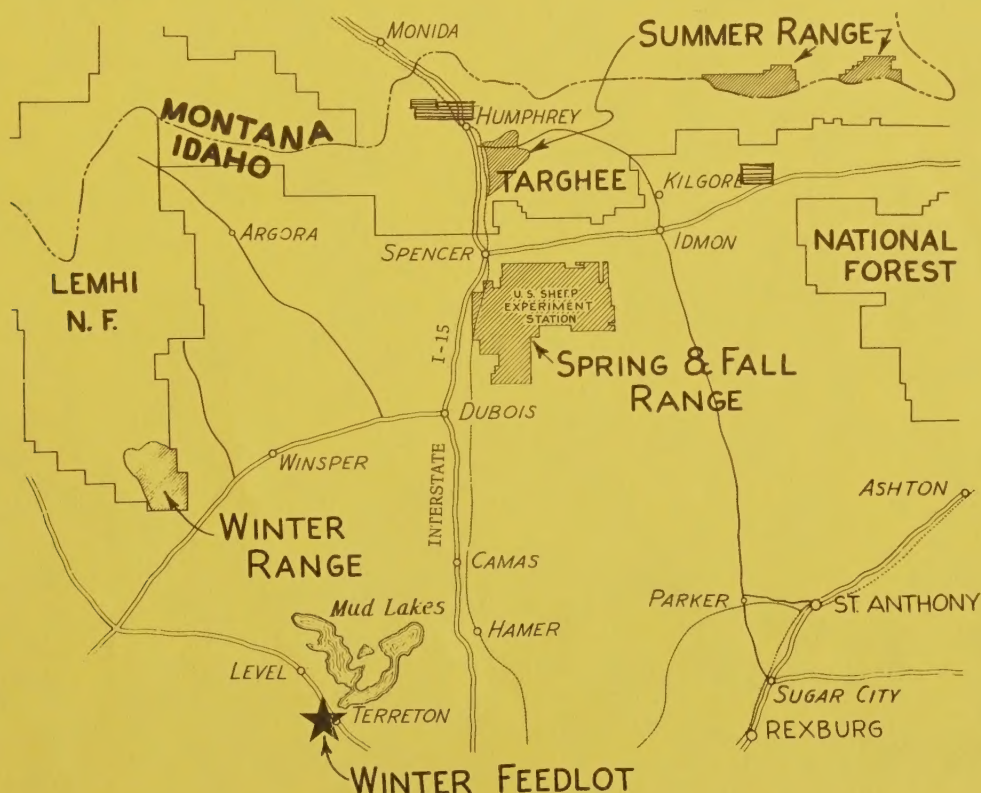 MONIDA
SUMMER RANGE
HUMPHREY
MONTANA
IDAHO
TARGHEE
KILGORE
ARGORA
SPENCER
IDMON
NATIONAL
FOREST
LEMHI
N. F.
U.S. SHEEP
EXPERIMENT
STATION
I-15
SPRING & FALL
RANGE
DUBOIS
WINSPER
ASHTON
INTERSTATE
WINTER
RANGE
CAMAS
PARKER
ST. ANTHONY
Mud Lakes
HAMER
LEVEL
SUGAR CITY
TERRETON
REXBURG
WINTER FEEDLOT